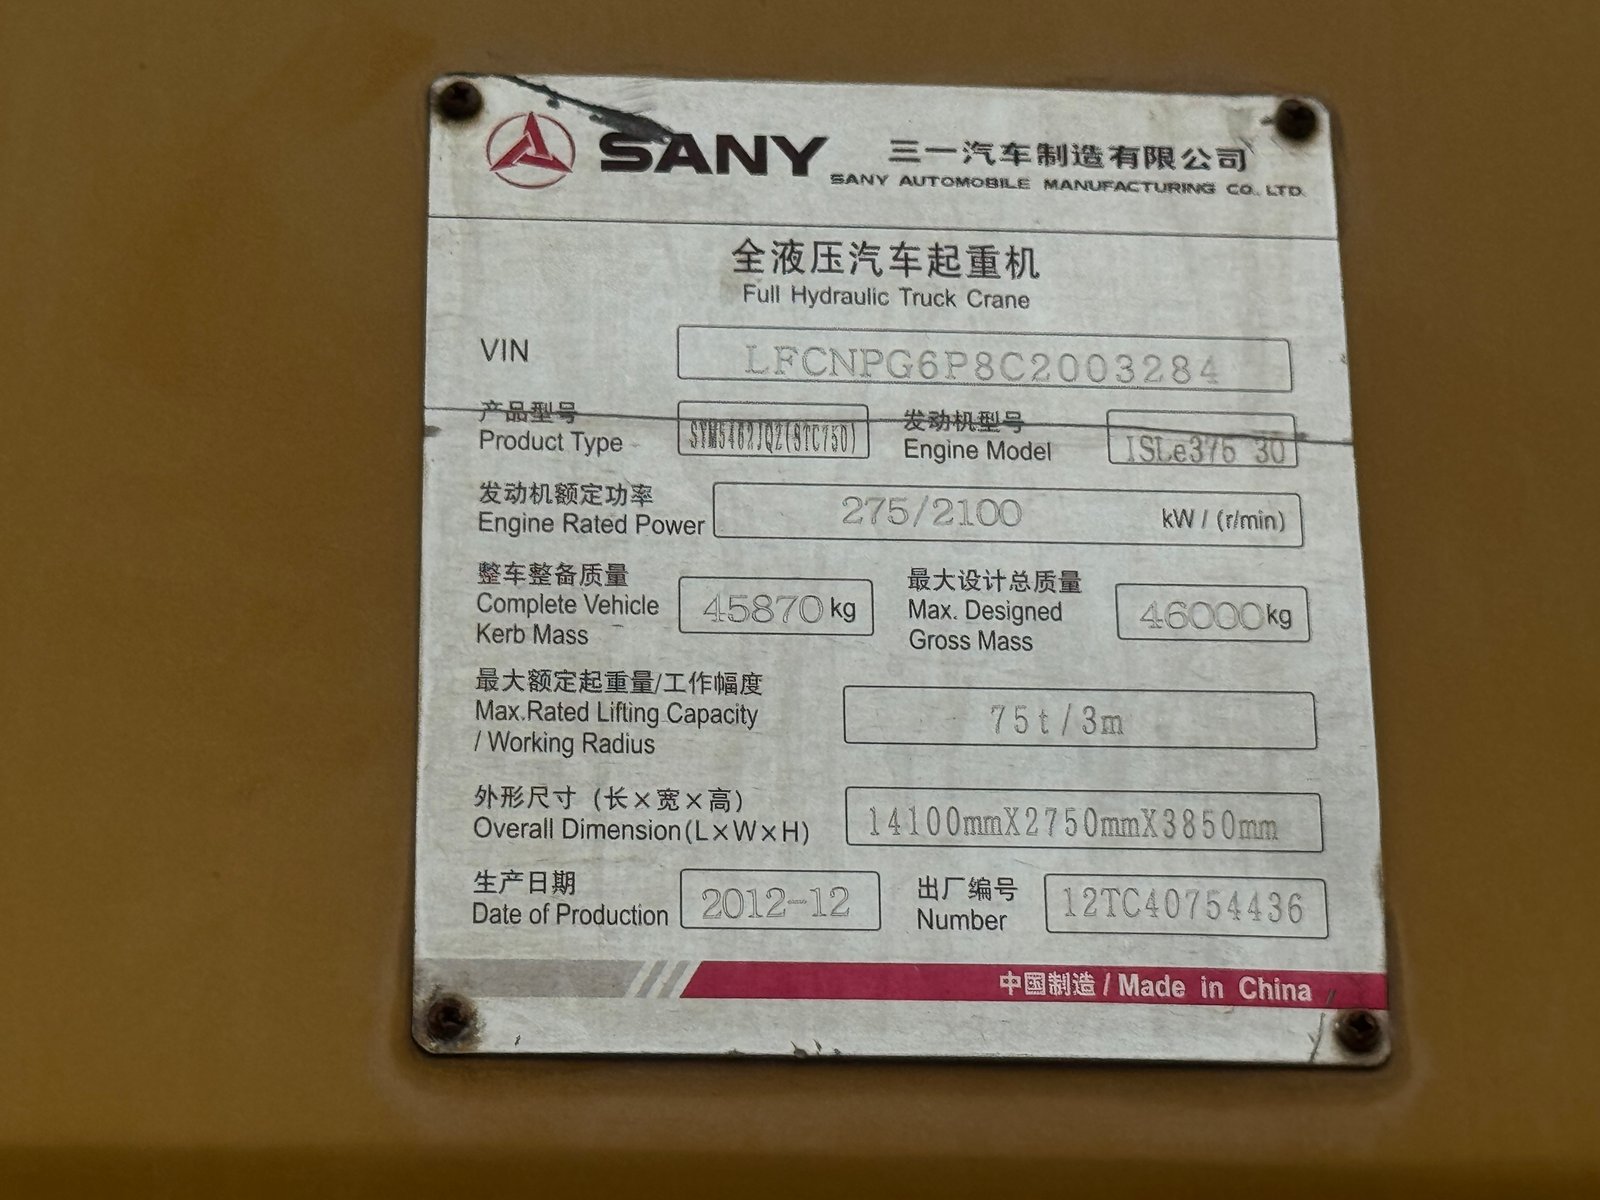 SANY 三一汽车制造有限公司
SANY AUTOMOBILE MANUFACTURING CO., LTD.
全液压汽车起重机
Full Hydraulic Truck Crane
VIN LFCNPG6P8C2003284
产品型号 发动机型号
Product Type SYM5462JQZ(STC750) Engine Model ISLe375 30
发动机额定功率
Engine Rated Power 275/2100 kW / (r/min)
整车整备质量 最大设计总质量
Complete Vehicle 45870 kg Max. Designed 46000 kg
Kerb Mass Gross Mass
最大额定起重量/工作幅度
Max.Rated Lifting Capacity 75t/3m
/ Working Radius
外形尺寸 (长×宽×高)
Overall Dimension(L×W×H) 14100mmX2750mmX3850mm
生产日期 出厂编号
Date of Production 2012-12 Number 12TC40754436
中国制造 / Made in China